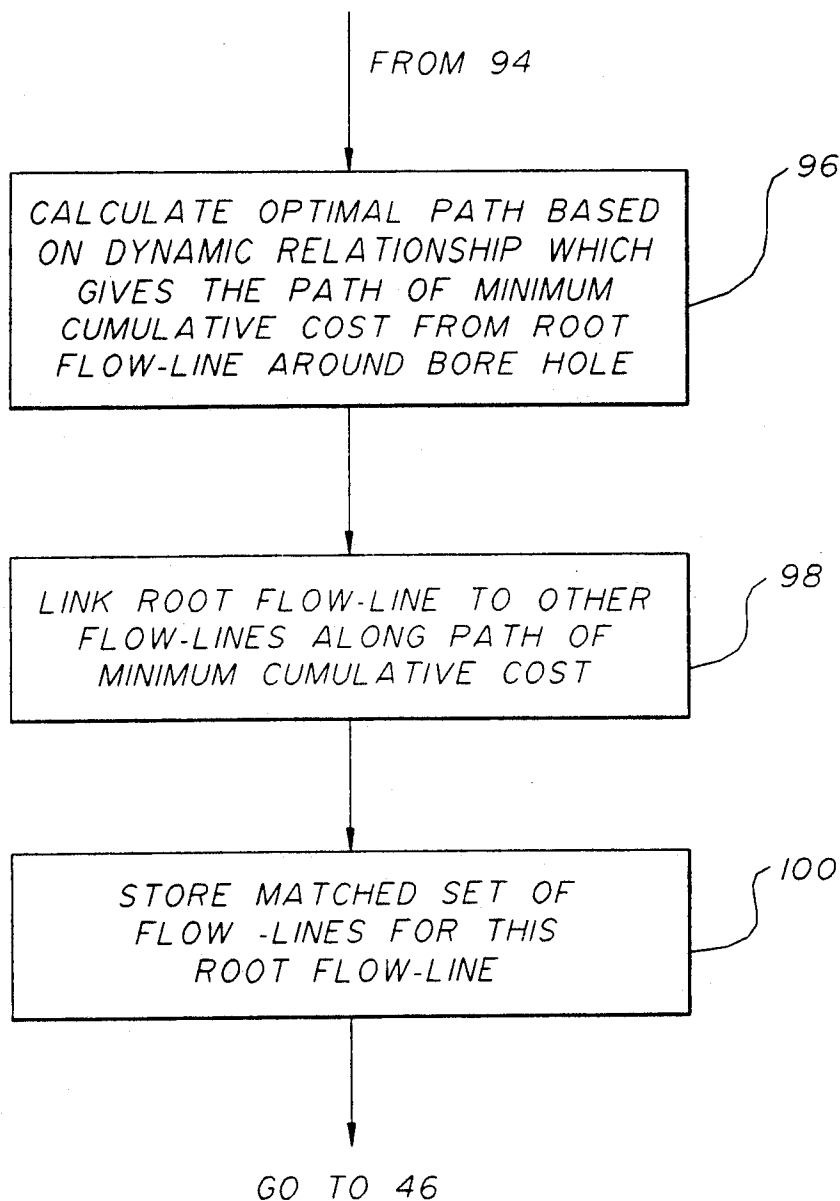 FROM 94
96
CALCULATE OPTIMAL PATH BASED
ON DYNAMIC RELATIONSHIP WHICH
GIVES THE PATH OF MINIMUM
CUMULATIVE COST FROM ROOT
FLOW-LINE AROUND BORE HOLE
98
LINK ROOT FLOW-LINE TO OTHER
FLOW-LINES ALONG PATH OF
MINIMUM CUMULATIVE COST
100
STORE MATCHED SET OF
FLOW -LINES FOR THIS
ROOT FLOW-LINE
GO TO 46